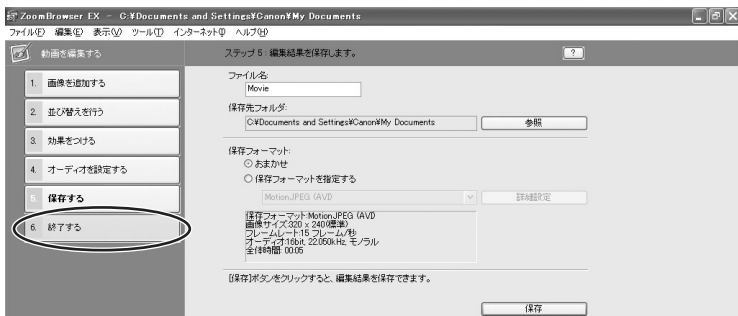 ZoomBrowser EX - C:¥Documents and Settings¥Canon¥My Documents
ファイル(F) 編集(E) 表示(V) ツール(T) インターネット(I) ヘルプ(H)
動画を編集する
ステップ 5 : 編集結果を保存します。
?
1. 画像を追加する
2. 並び替えを行う
3. 効果をつける
4. オーディオを設定する
5. 保存する
6. 終了する
ファイル名:
Movie
保存先フォルダ:
C:¥Documents and Settings¥Canon¥My Documents
参照
保存フォーマット:
おまかせ
保存フォーマットを指定する
MotionJPEG (AVI)
詳細設定
保存フォーマット:MotionJPEG (AVI)
画像サイズ:320 x 240(標準)
フレームレート:15 フレーム/秒
オーディオ:16bit, 22.050kHz, モノラル
全体時間: 00:05
[保存]ボタンをクリックすると、編集結果を保存できます。
保存